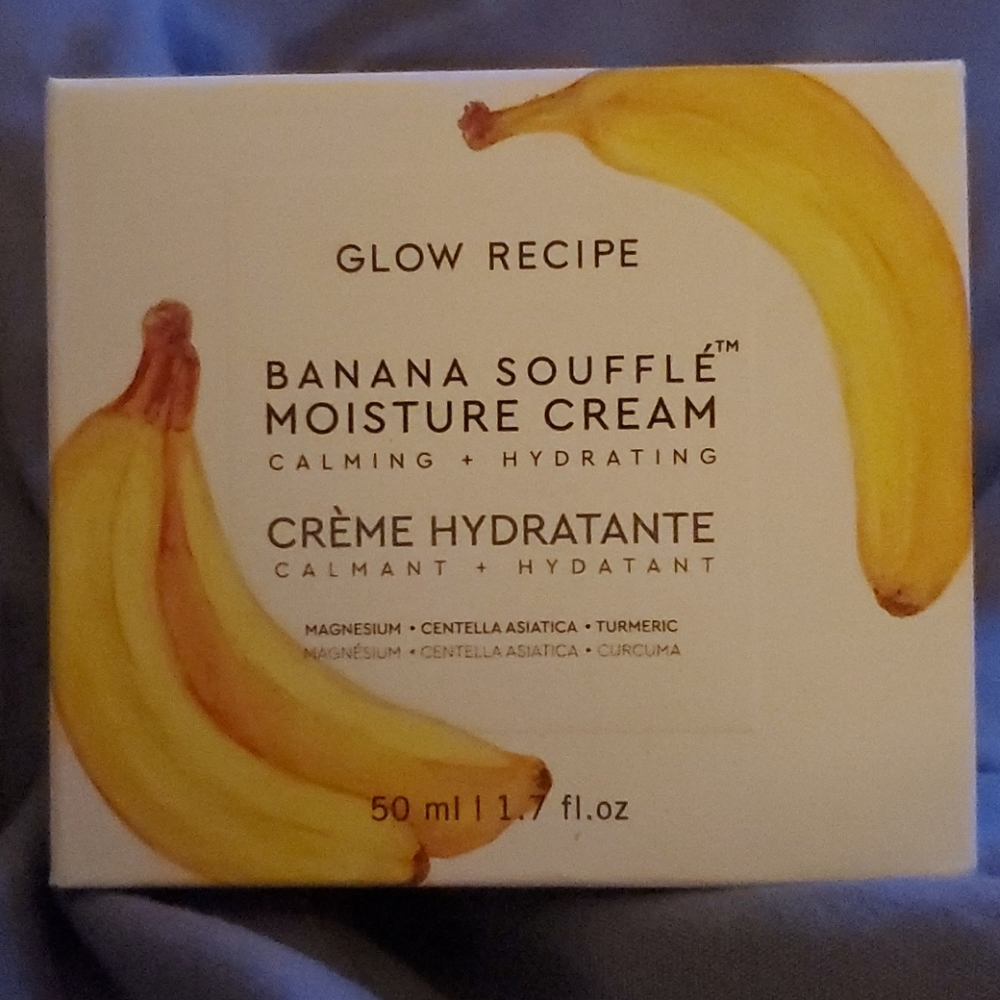 GLOW RECIPE
BANANA SOUFFLÉ™
MOISTURE CREAM
CALMING + HYDRATING
CRÈME HYDRATANTE
CALMANT + HYDATANT
MAGNESIUM • CENTELLA ASIATICA • TURMERIC
MAGNÉSIUM • CENTELLA ASIATICA • CURCUMA
50 ml | 1.7 fl.oz